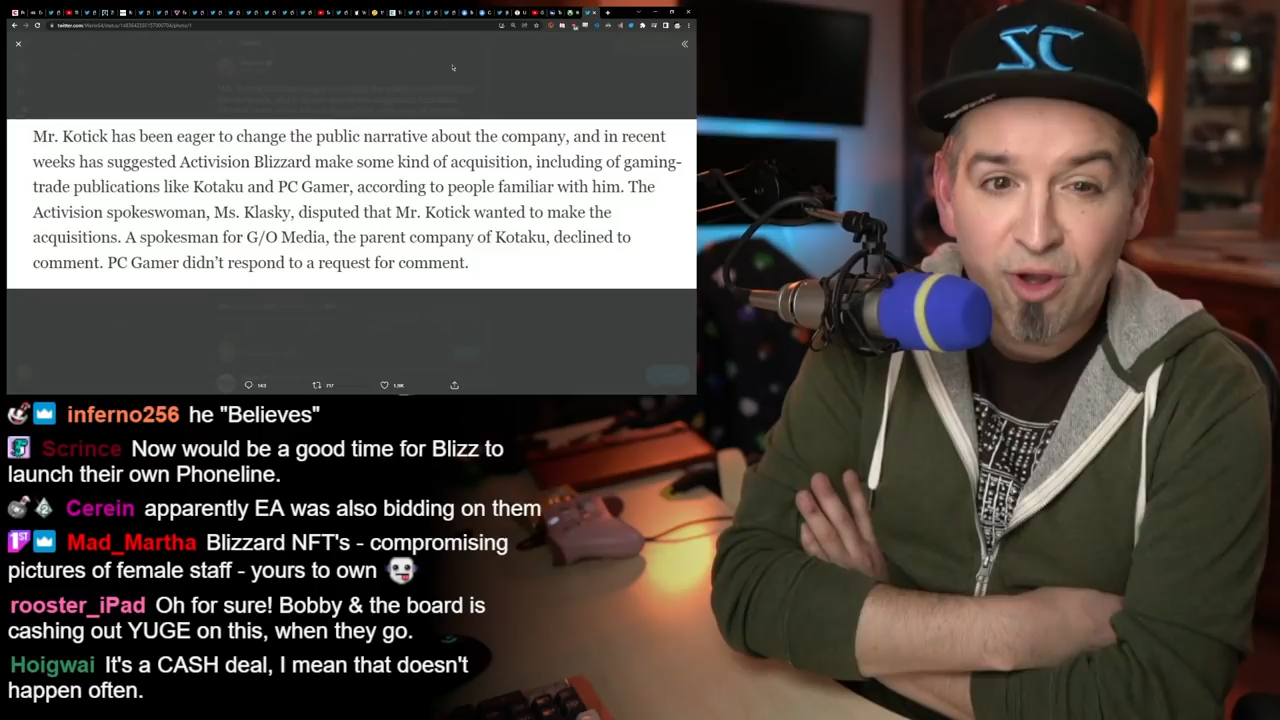 Mr. Kotick has been eager to change the public narrative about the company, and in recent
weeks has suggested Activision Blizzard make some kind of acquisition, including of gaming-
trade publications like Kotaku and PC Gamer, according to people familiar with him. The
Activision spokeswoman, Ms. Klasky, disputed that Mr. Kotick wanted to make the
acquisitions. A spokesman for G/O Media, the parent company of Kotaku, declined to
comment. PC Gamer didn't respond to a request for comment.
143 717 1.9K
SC
inferno256 he "Believes"
Scrince Now would be a good time for Blizz to
launch their own Phoneline.
Cerein apparently EA was also bidding on them
1ST Mad_Martha Blizzard NFT's - compromising
pictures of female staff - yours to own
rooster_iPad Oh for sure! Bobby & the board is
cashing out YUGE on this, when they go.
Hoigwai It's a CASH deal, I mean that doesn't
happen often.